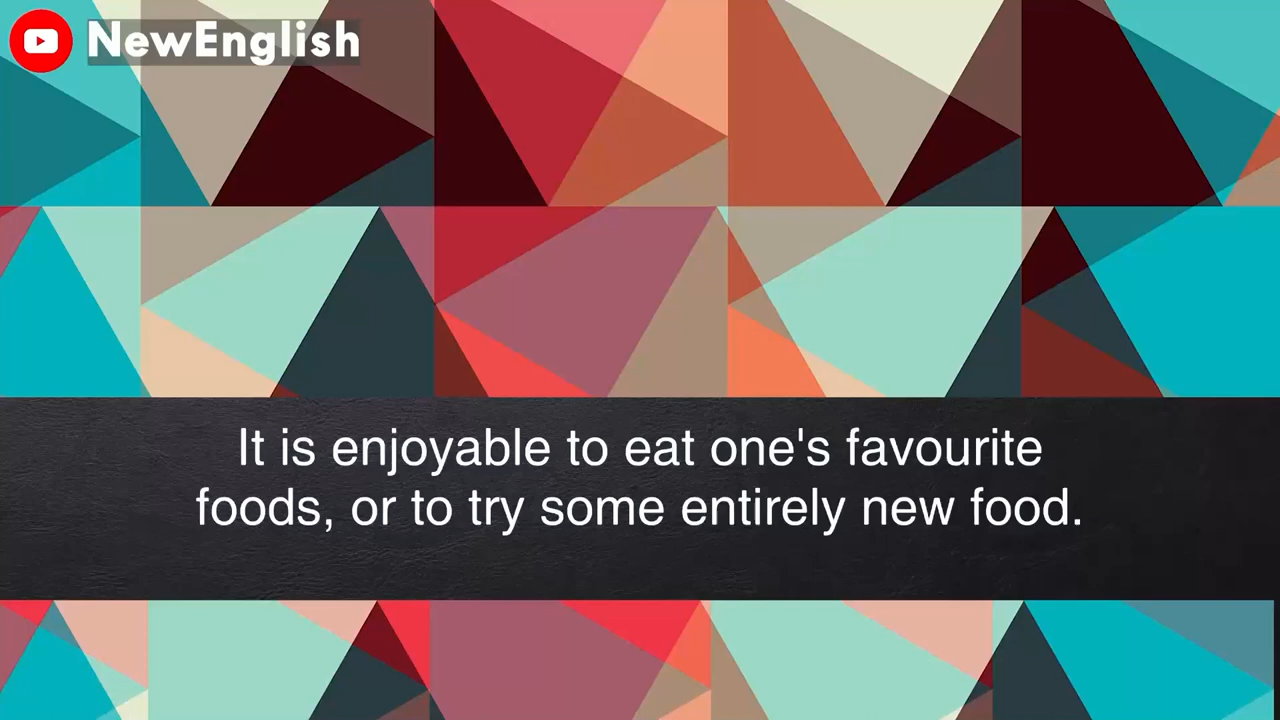 NewEnglish
It is enjoyable to eat one's favourite
foods, or to try some entirely new food.